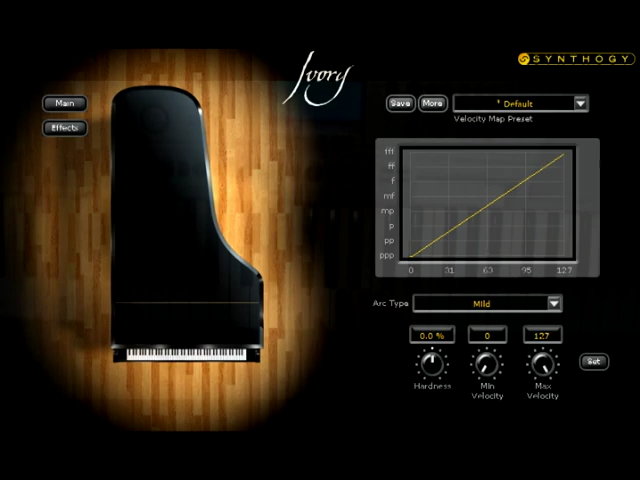 Ivory
SYNTHOGY
Main
Effects
Save More * Default
Velocity Map Preset
fff
ff
f
mf
mp
p
pp
ppp
0 31 63 95 127
Arc Type Mild
0.0 % 0 127
Set
Hardness Min Velocity Max Velocity